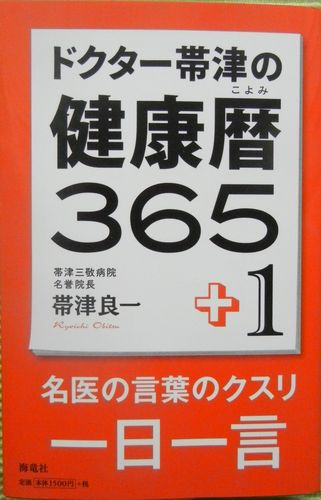 ドクター帯津の
こよみ
健康暦
365
+1
帯津三敬病院
名誉院長
帯津良一
Ryoichi Obitsu
名医の言葉のクスリ
一日一言
海竜社
定価 本体1500円 +税